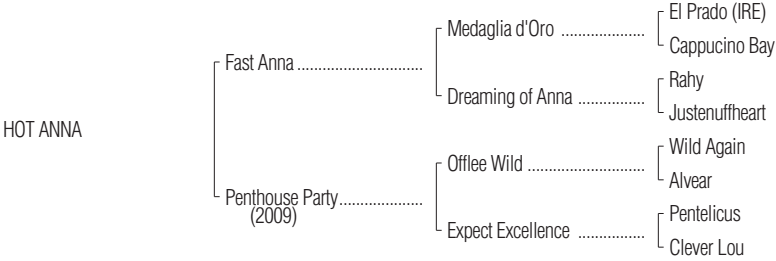 El Prado (IRE)
Medaglia d'Oro ....................
Cappucino Bay
Fast Anna ..............................
Rahy
Dreaming of Anna ................
Justenuffheart
HOT ANNA
Wild Again
Offlee Wild ............................
Alvear
Penthouse Party....................
(2009)
Pentelicus
Expect Excellence ................
Clever Lou